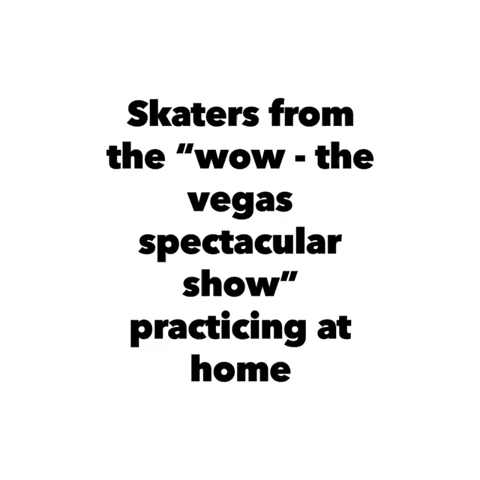 Skaters from
the “wow - the
vegas
spectacular
show”
practicing at
home